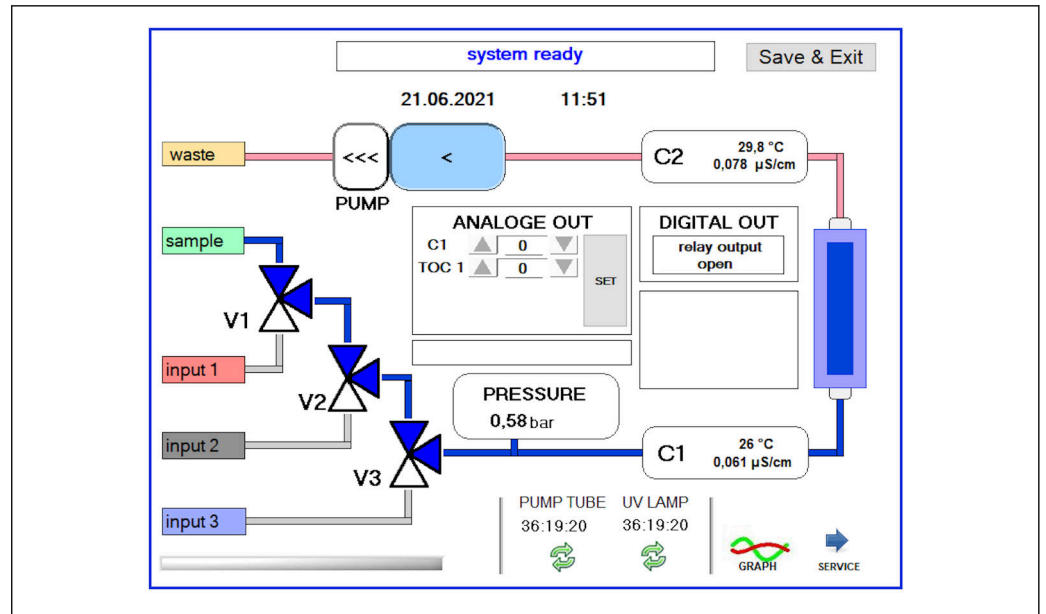 system ready
Save & Exit
21.06.2021 11:51
waste
<<<
<
C2
29,8 °C
0,078 µS/cm
PUMP
sample
ANALOGE OUT
C1 0
TOC 1 0
SET
DIGITAL OUT
relay output
open
V1
input 1
V2
PRESSURE
0,58 bar
input 2
V3
C1
26 °C
0,061 µS/cm
input 3
PUMP TUBE UV LAMP
36:19:20 36:19:20
GRAPH
SERVICE